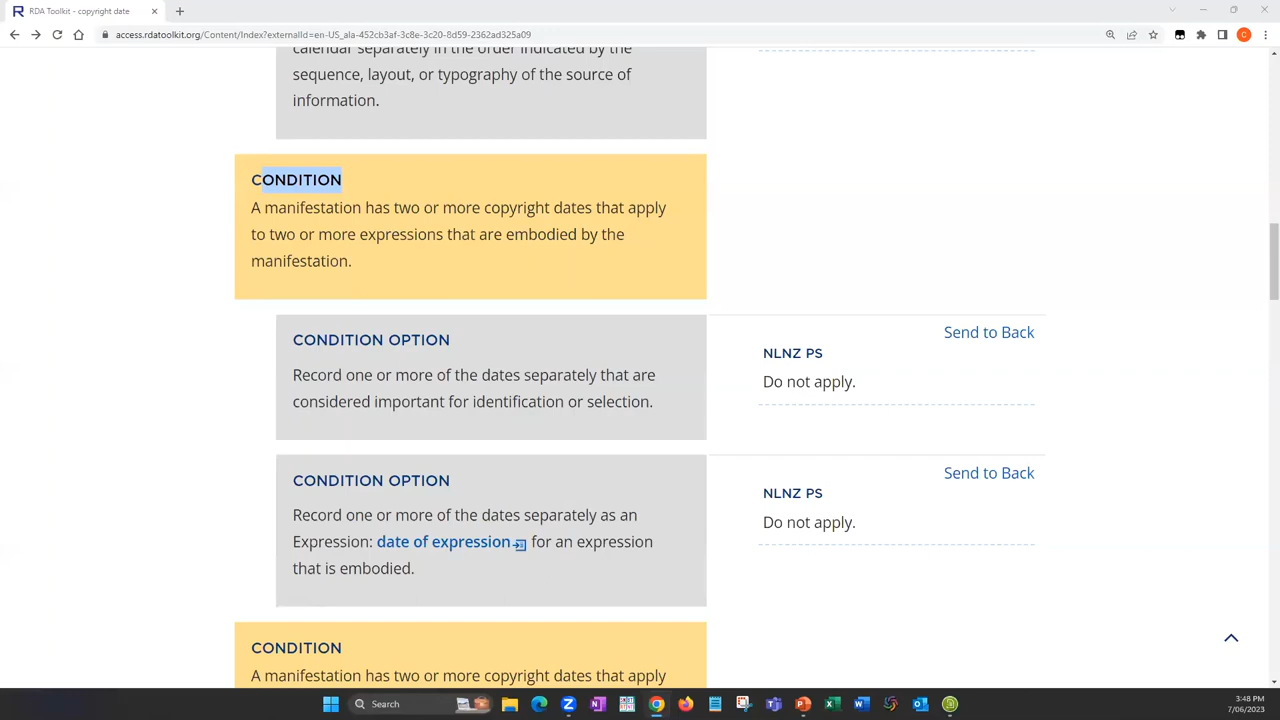 RDA Toolkit - copyright date
access.rdatoolkit.org/Content/Index?externalId=en-US_ala-452cb3af-3c8e-3c20-8d59-2362ad325a09
C
calendar separately in the order indicated by the
sequence, layout, or typography of the source of
information.
CONDITION
A manifestation has two or more copyright dates that apply
to two or more expressions that are embodied by the
manifestation.
CONDITION OPTION
Record one or more of the dates separately that are
considered important for identification or selection.
Send to Back
NLNZ PS
Do not apply.
CONDITION OPTION
Record one or more of the dates separately as an
Expression: date of expression for an expression
that is embodied.
Send to Back
NLNZ PS
Do not apply.
CONDITION
A manifestation has two or more copyright dates that apply
Search
3:48 PM
7/06/2023